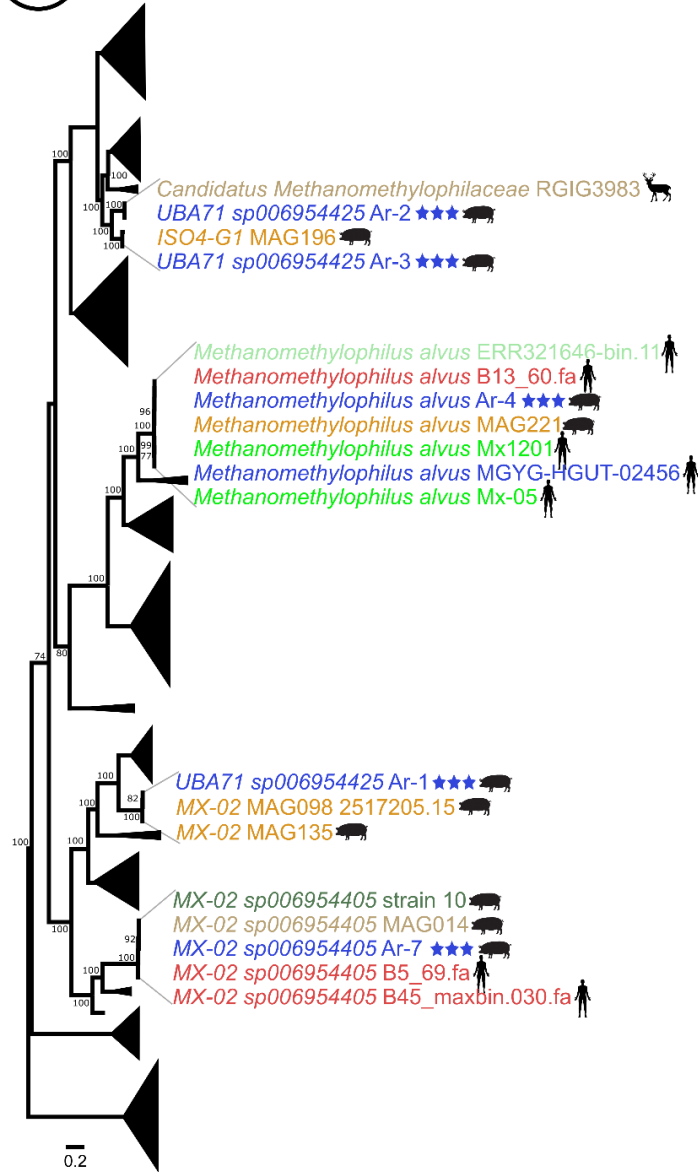 100
100
100
100
100
Candidatus Methanomethylophilaceae RGIG3983
UBA71 sp006954425 Ar-2 ★★★
ISO4-G1 MAG196
UBA71 sp006954425 Ar-3 ★★★
Methanomethylophilus alvus ERR321646-bin.11
Methanomethylophilus alvus B13_60.fa
Methanomethylophilus alvus Ar-4 ★★★
Methanomethylophilus alvus MAG221
Methanomethylophilus alvus Mx1201
Methanomethylophilus alvus MGYG-HGUT-02456
Methanomethylophilus alvus Mx-05
96
100
99
77
100
100
100
74
80
UBA71 sp006954425 Ar-1 ★★★
MX-02 MAG098 2517205.15
MX-02 MAG135
100
82
100
100
100
100
100
MX-02 sp006954405 strain 10
MX-02 sp006954405 MAG014
MX-02 sp006954405 Ar-7 ★★★
MX-02 sp006954405 B5_69.fa
MX-02 sp006954405 B45_maxbin.030.fa
92
100
100
100
0.2